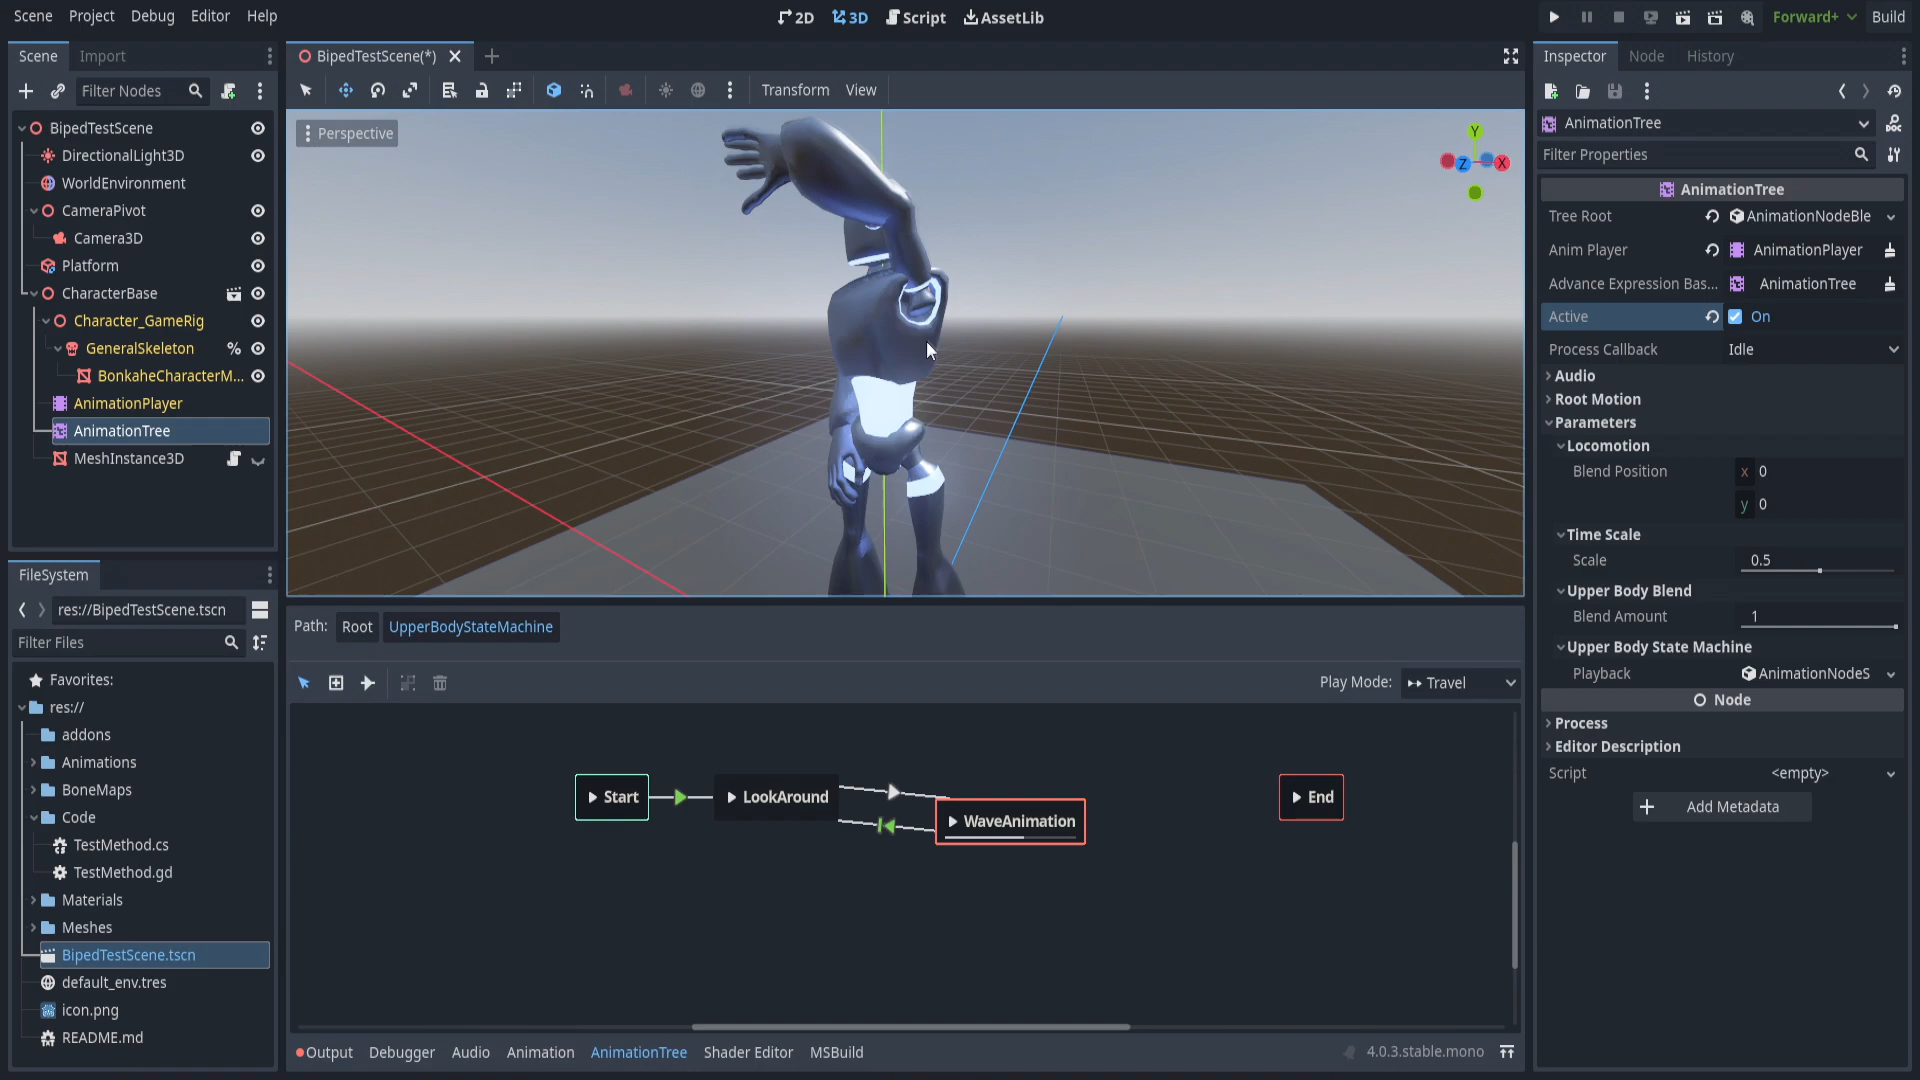 Scene Project Debug Editor Help
2D 3D Script AssetLib
Forward+ Build
Scene Import
Filter Nodes
BipedTestScene
DirectionalLight3D
WorldEnvironment
CameraPivot
Camera3D
Platform
CharacterBase
Character_GameRig
GeneralSkeleton %
BonkaheCharacterM...
AnimationPlayer
AnimationTree
MeshInstance3D
FileSystem
res://BipedTestScene.tscn
Filter Files
Favorites:
res://
addons
Animations
BoneMaps
Code
TestMethod.cs
TestMethod.gd
Materials
Meshes
BipedTestScene.tscn
default_env.tres
icon.png
README.md
BipedTestScene(*)
Transform View
Perspective
Y
Z X
Path: Root UpperBodyStateMachine
Play Mode: Travel
Start
LookAround
WaveAnimation
End
Output Debugger Audio Animation AnimationTree Shader Editor MSBuild
4.0.3.stable.mono
Inspector Node History
AnimationTree
Filter Properties
AnimationTree
Tree Root AnimationNodeBle
Anim Player AnimationPlayer
Advance Expression Bas... AnimationTree
Active On
Process Callback Idle
Audio
Root Motion
Parameters
Locomotion
Blend Position x 0
y 0
Time Scale
Scale 0.5
Upper Body Blend
Blend Amount 1
Upper Body State Machine
Playback AnimationNodeS
Node
Process
Editor Description
Script <empty>
Add Metadata